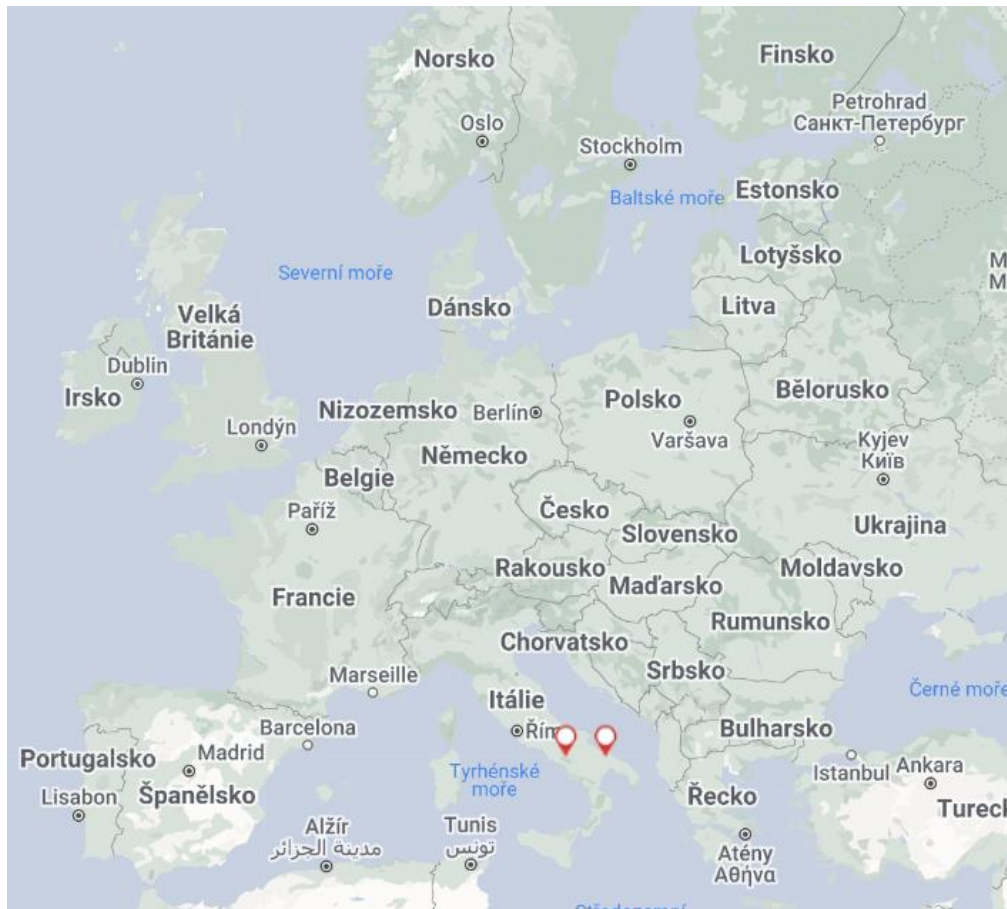 Norsko
Finsko
Petrohrad
Санкт-Петербург
Oslo
Stockholm
Baltské moře
Estonsko
Lotyšsko
Severní moře
Litva
Dánsko
Velká
Británie
Dublin
Irsko
Bělorusko
Polsko
Nizozemsko
Berlín
Londýn
Varšava
Kyjev
Київ
Německo
Belgie
Paříž
Česko
Ukrajina
Slovensko
Rakousko
Moldavsko
Maďarsko
Francie
Rumunsko
Chorvatsko
Marseille
Srbsko
Černé moře
Itálie
Barcelona
Řím
Bulharsko
Portugalsko
Madrid
Tyrhénské
moře
Istanbul
Ankara
Španělsko
Lisabon
Řecko
Tureck
Alžír
مدينة الجزائر
Tunis
تونس
Atény
Αθήνα